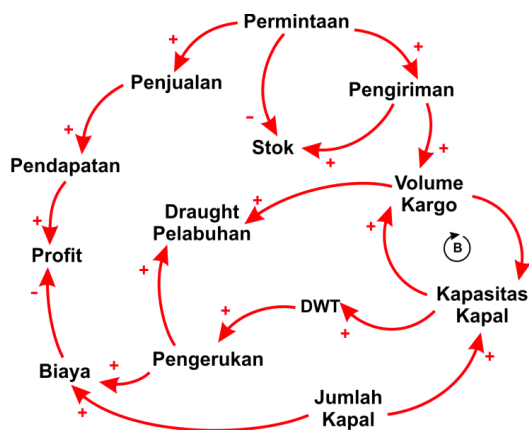 Permintaan
+
+
Penjualan
Pengiriman
+
-
Stok
+
+
Pendapatan
Volume
Kargo
+
Draught
Pelabuhan
+
+
Profit
B
+
-
+
Kapasitas
Kapal
DWT
+
+
Pengerukan
+
Biaya
+
Jumlah
Kapal
+